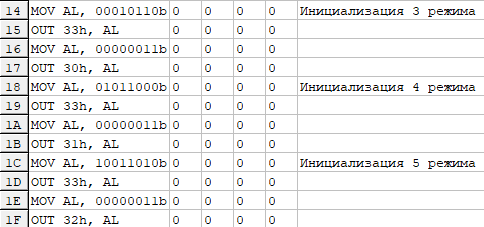 14 MOV AL, 00010110b 0 0 0 0 Инициализация 3 режима
15 OUT 33h, AL 0 0 0 0
16 MOV AL, 00000011b 0 0 0 0
17 OUT 30h, AL 0 0 0 0
18 MOV AL, 01011000b 0 0 0 0 Инициализация 4 режима
19 OUT 33h, AL 0 0 0 0
1A MOV AL, 00000011b 0 0 0 0
1B OUT 31h, AL 0 0 0 0
1C MOV AL, 10011010b 0 0 0 0 Инициализация 5 режима
1D OUT 33h, AL 0 0 0 0
1E MOV AL, 00000011b 0 0 0 0
1F OUT 32h, AL 0 0 0 0